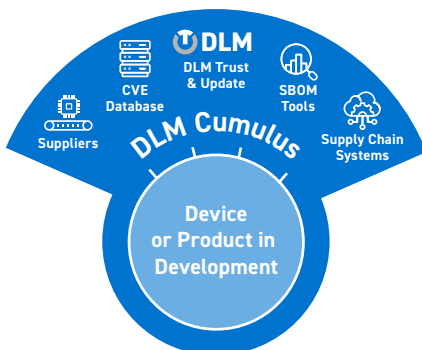 DLM
DLM Trust
& Update
CVE
Database
SBOM
Tools
Suppliers
Supply Chain
Systems
DLM Cumulus
Device
or Product in
Development